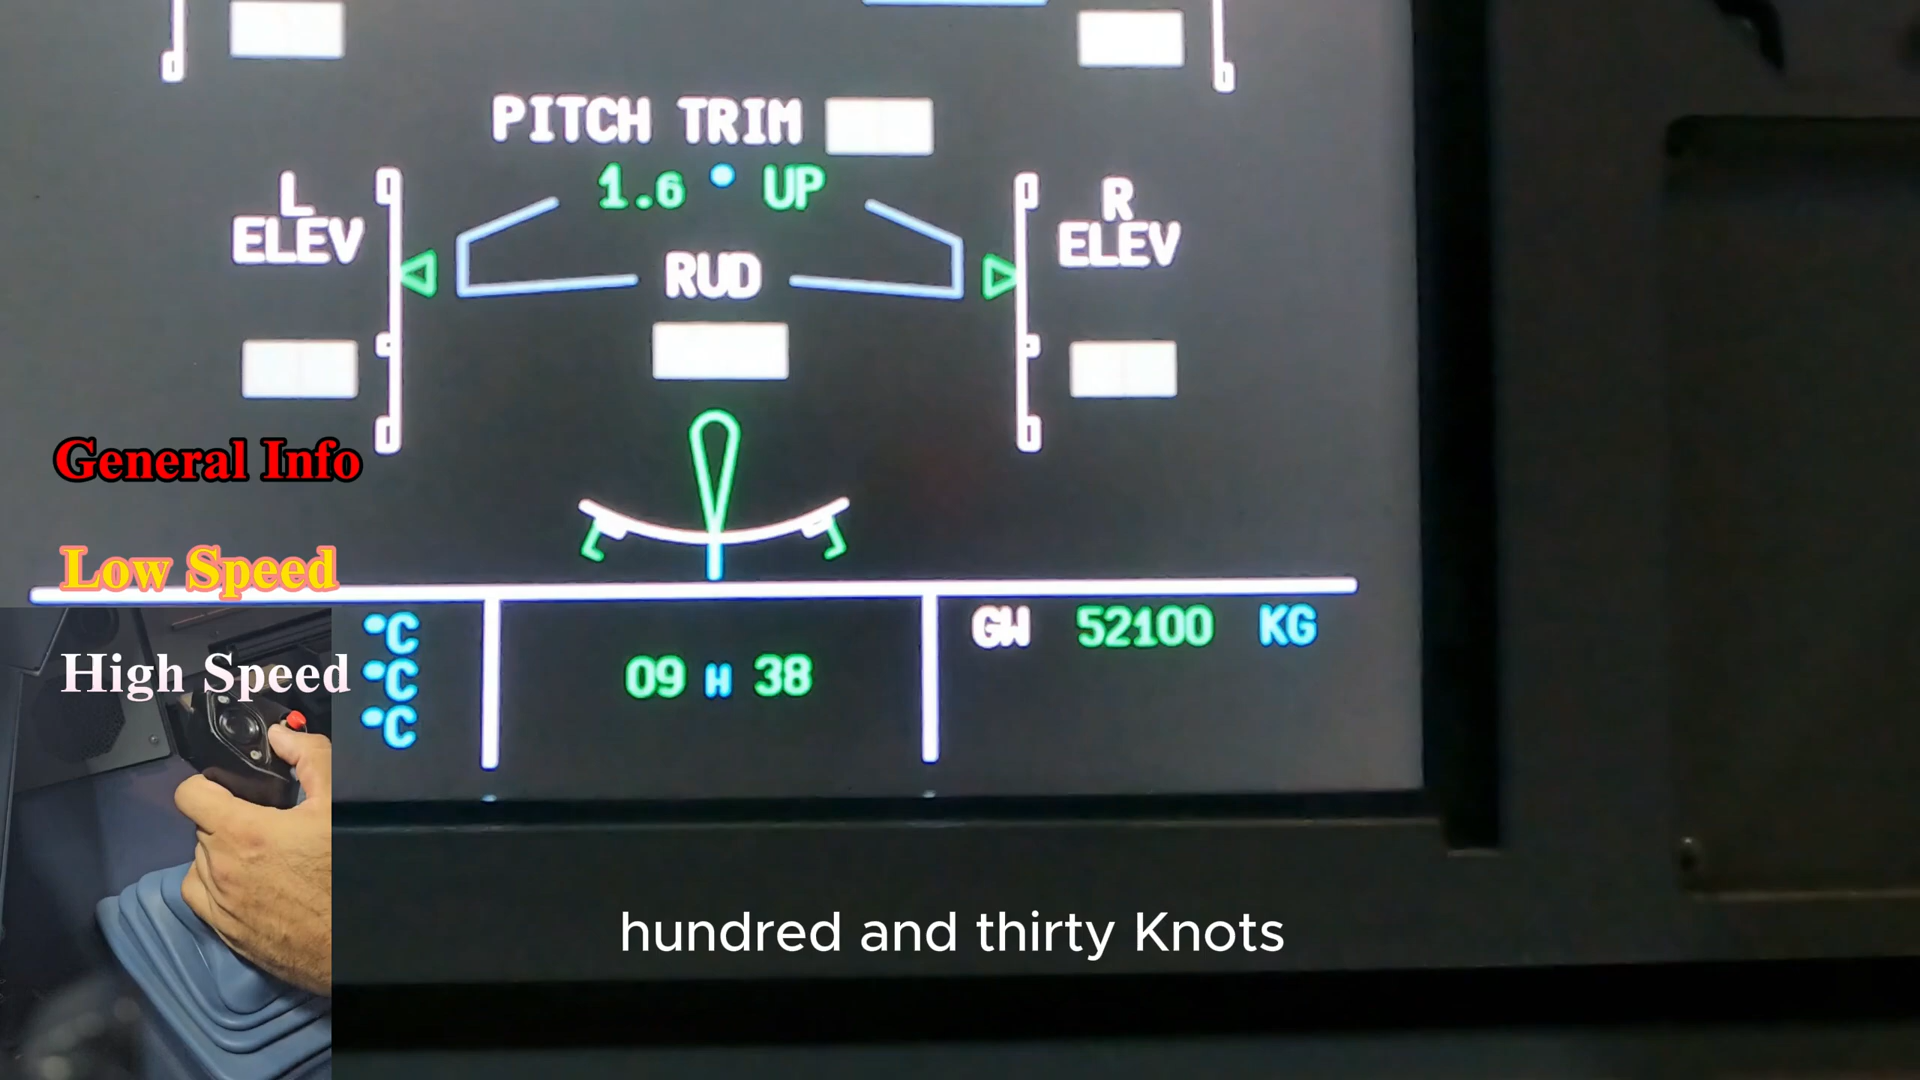 PITCH TRIM
1.6 ° UP
L
ELEV
R
ELEV
RUD
General Info
Low Speed
High Speed
°C
°C
°C
09 H 38
GW 52100 KG
hundred and thirty Knots